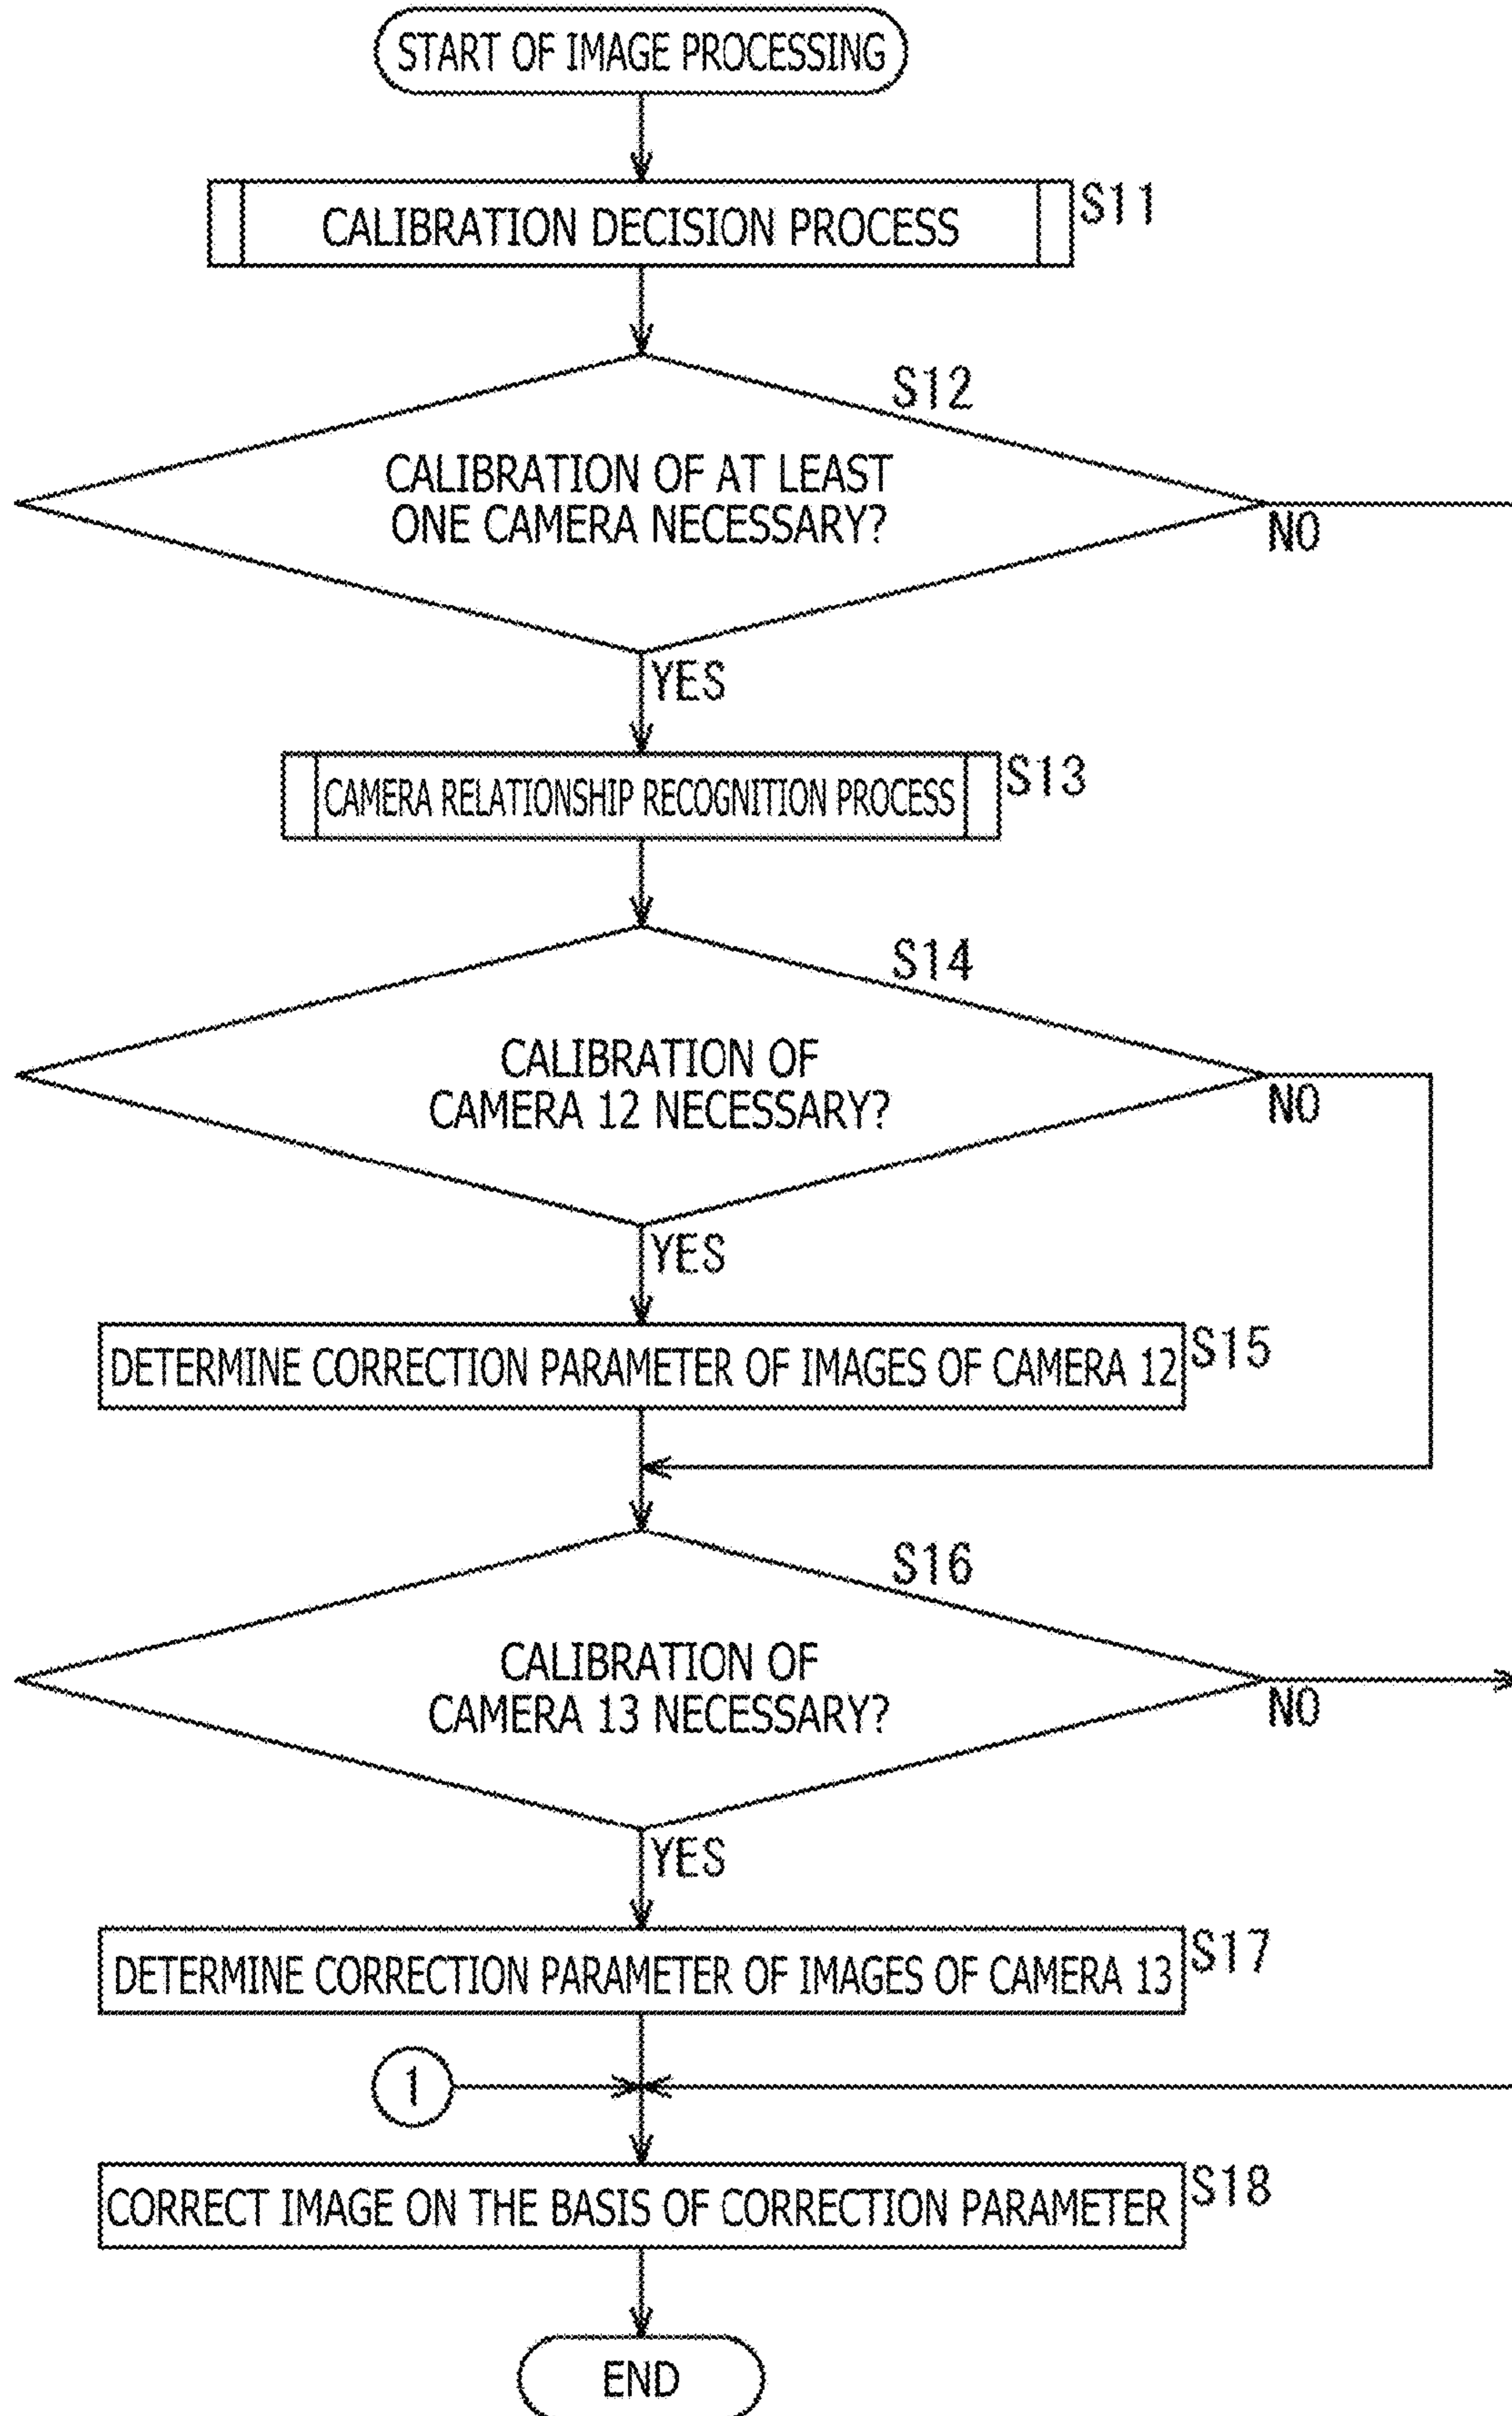 START OF IMAGE PROCESSING
CALIBRATION DECISION PROCESS
S11
S12
CALIBRATION OF AT LEAST
ONE CAMERA NECESSARY?
NO
YES
CAMERA RELATIONSHIP RECOGNITION PROCESS
S13
S14
CALIBRATION OF
CAMERA 12 NECESSARY?
NO
YES
DETERMINE CORRECTION PARAMETER OF IMAGES OF CAMERA 12
S15
S16
CALIBRATION OF
CAMERA 13 NECESSARY?
NO
YES
DETERMINE CORRECTION PARAMETER OF IMAGES OF CAMERA 13
S17
1
CORRECT IMAGE ON THE BASIS OF CORRECTION PARAMETER
S18
END